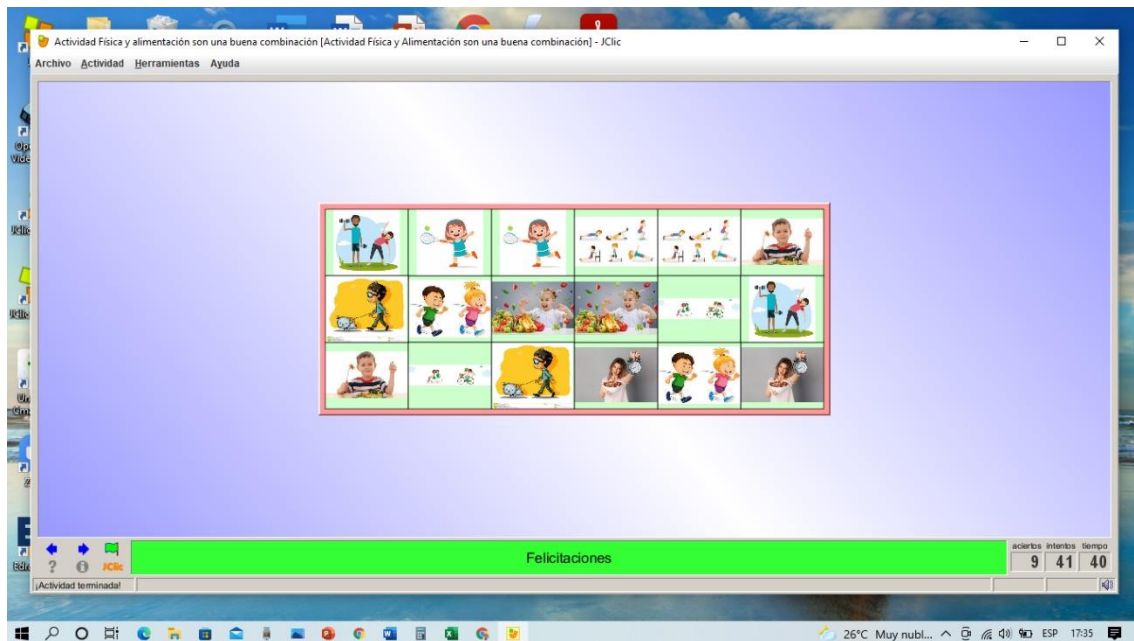 Actividad Física y alimentación son una buena combinación [Actividad Física y Alimentación son una buena combinación] - JClic
Archivo Actividad Herramientas Ayuda
Felicitaciones
aciertos intentos tiempo
9 41 40
JClic
¡Actividad terminada!
26°C Muy nubl... ESP 17:35